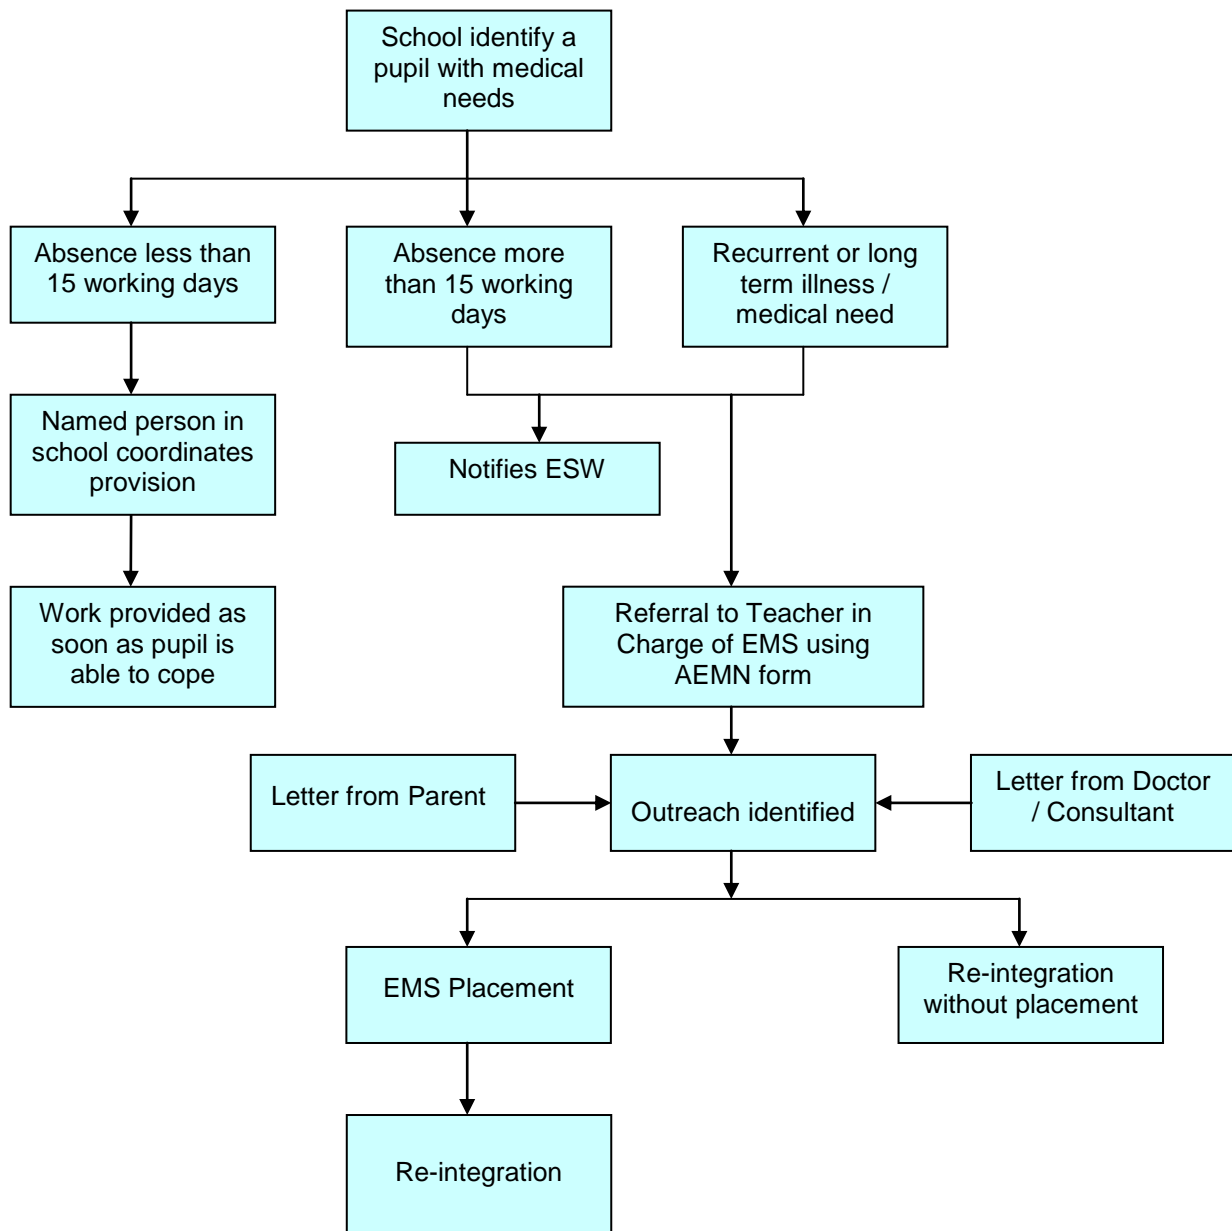 School identify a
pupil with medical
needs
Absence less than
15 working days
Absence more
than 15 working
days
Recurrent or long
term illness /
medical need
Named person in
school coordinates
provision
Notifies ESW
Work provided as
soon as pupil is
able to cope
Referral to Teacher in
Charge of EMS using
AEMN form
Letter from Parent
Outreach identified
Letter from Doctor
/ Consultant
EMS Placement
Re-integration
without placement
Re-integration